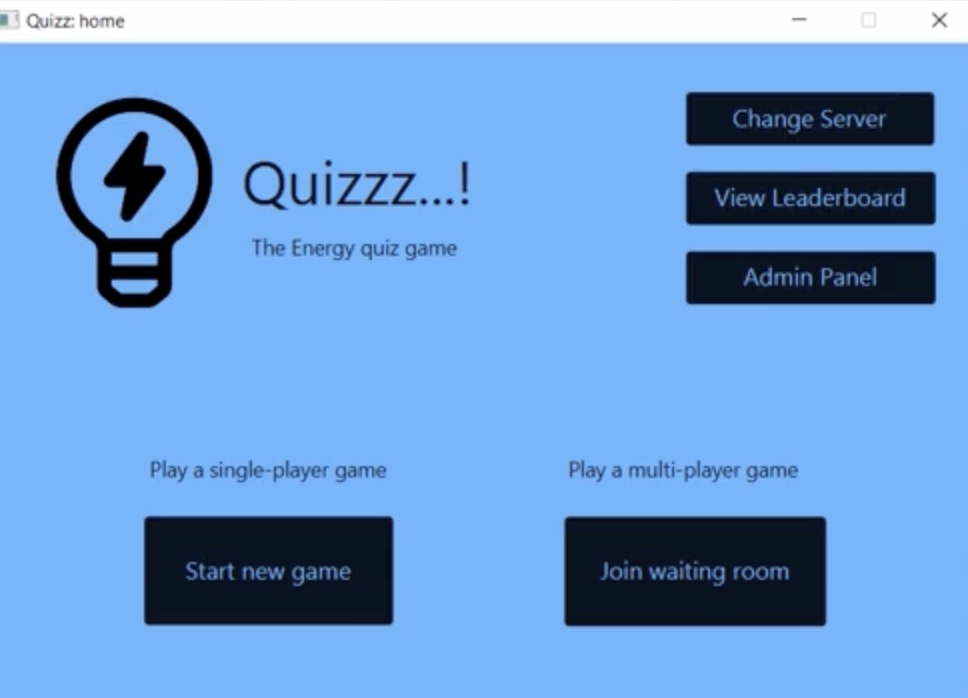 Quizz: home
Change Server
Quizzz...!
View Leaderboard
The Energy quiz game
Admin Panel
Play a single-player game
Play a multi-player game
Start new game
Join waiting room